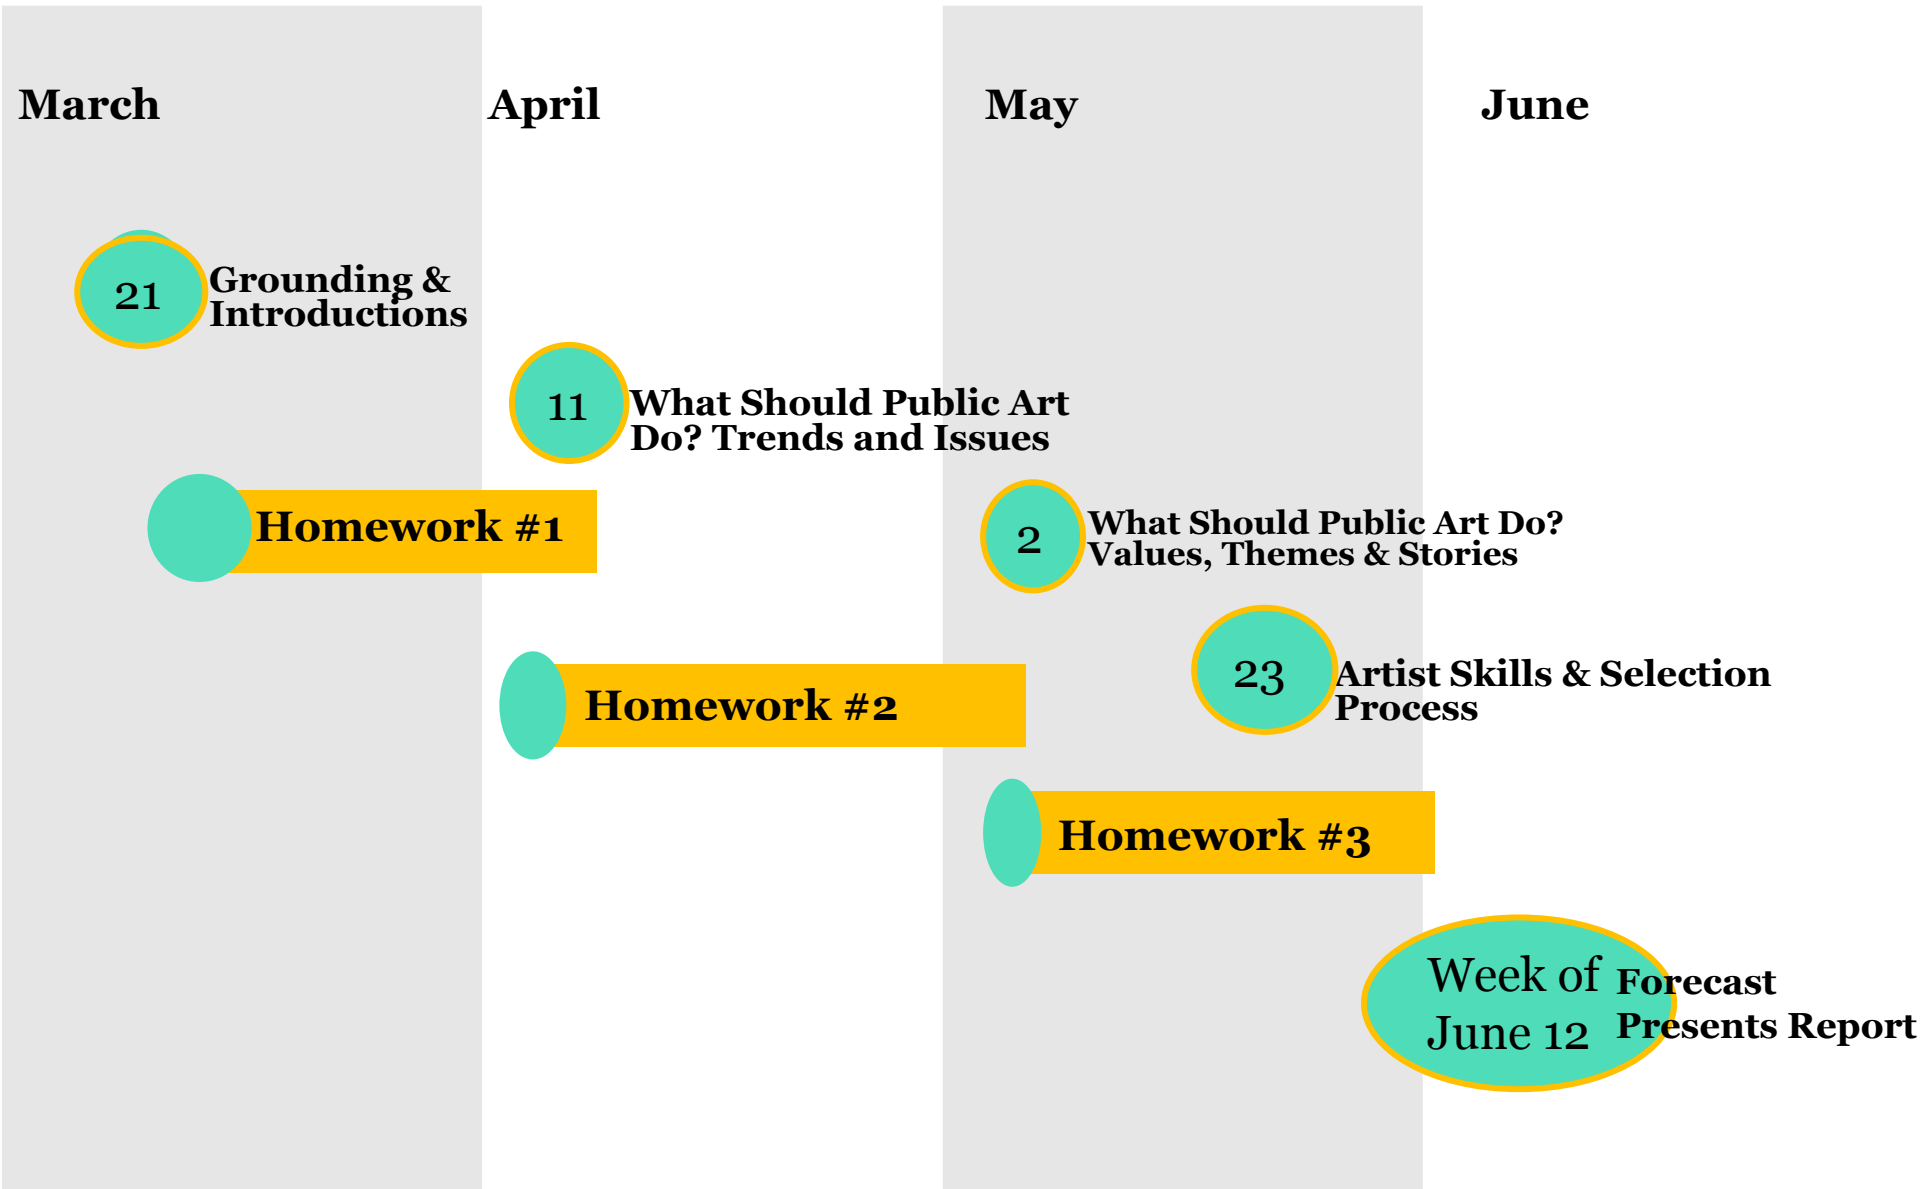 March
April
May
June
21
Grounding &
Introductions
11
What Should Public Art
Do? Trends and Issues
Homework #1
2
What Should Public Art Do?
Values, Themes & Stories
23
Artist Skills & Selection
Process
Homework #2
Homework #3
Week of
June 12
Forecast
Presents Report